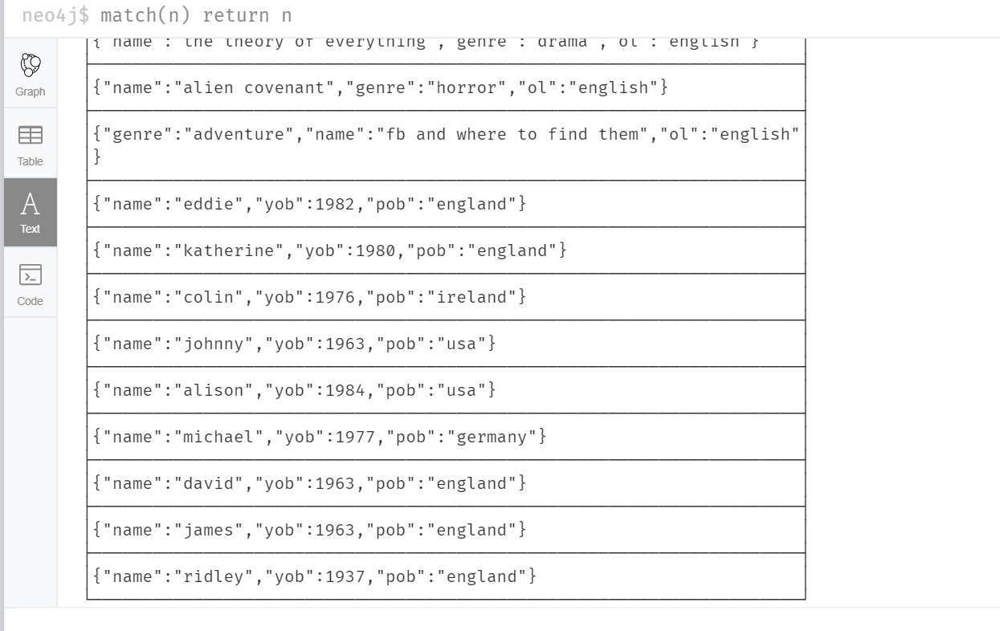 neo4j$ match(n) return n
{"name":"the theory of everything","genre":"drama","ol":"english"}
Graph
{"name":"alien covenant","genre":"horror","ol":"english"}
{"genre":"adventure","name":"fb and where to find them","ol":"english"
}
Table
{"name":"eddie","yob":1982,"pob":"england"}
A
Text
{"name":"katherine","yob":1980,"pob":"england"}
Code
{"name":"colin","yob":1976,"pob":"ireland"}
{"name":"johnny","yob":1963,"pob":"usa"}
{"name":"alison","yob":1984,"pob":"usa"}
{"name":"michael","yob":1977,"pob":"germany"}
{"name":"david","yob":1963,"pob":"england"}
{"name":"james","yob":1963,"pob":"england"}
{"name":"ridley","yob":1937,"pob":"england"}